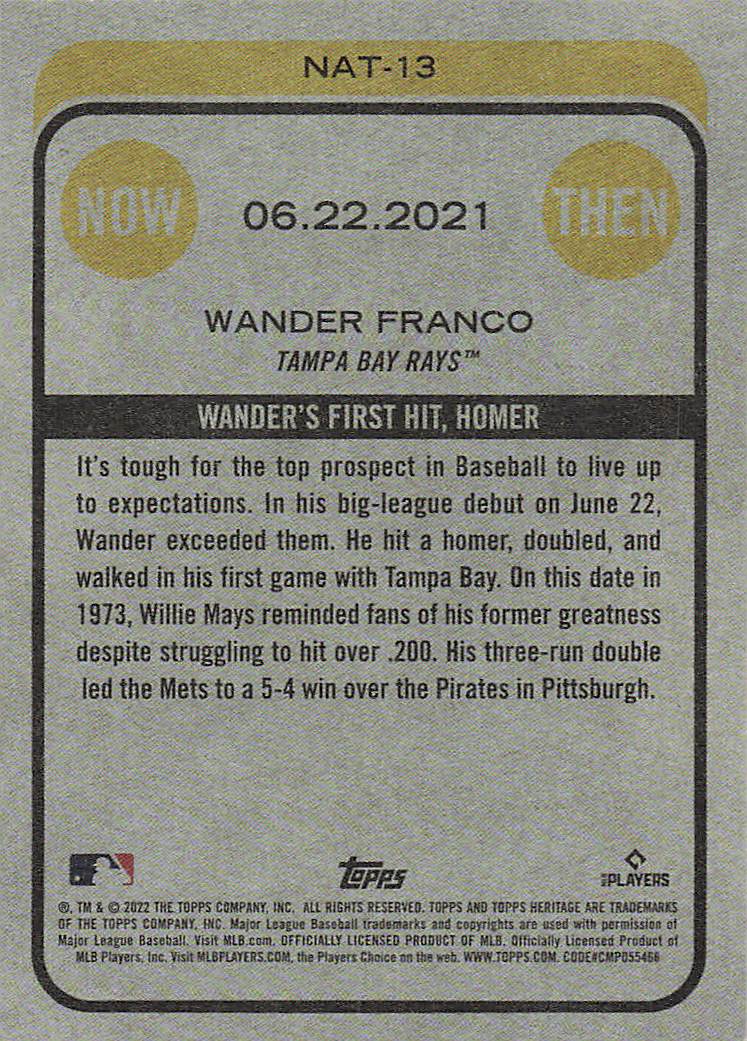 NAT-13
NOW
06.22.2021
THEN
WANDER FRANCO
TAMPA BAY RAYS™
WANDER'S FIRST HIT, HOMER
It's tough for the top prospect in Baseball to live up
to expectations. In his big-league debut on June 22,
Wander exceeded them. He hit a homer, doubled, and
walked in his first game with Tampa Bay. On this date in
1973, Willie Mays reminded fans of his former greatness
despite struggling to hit over .200. His three-run double
led the Mets to a 5-4 win over the Pirates in Pittsburgh.
topps
PLAYERS
®, TM & © 2022 THE TOPPS COMPANY, INC. ALL RIGHTS RESERVED. TOPPS AND TOPPS HERITAGE ARE TRADEMARKS
OF THE TOPPS COMPANY, INC. Major League Baseball trademarks and copyrights are used with permission of
Major League Baseball. Visit MLB.com. OFFICIALLY LICENSED PRODUCT OF MLB. Officially Licensed Product of
MLB Players, Inc. Visit MLBPLAYERS.COM, the Players Choice on the web. WWW.TOPPS.COM. CODE#CMP055466